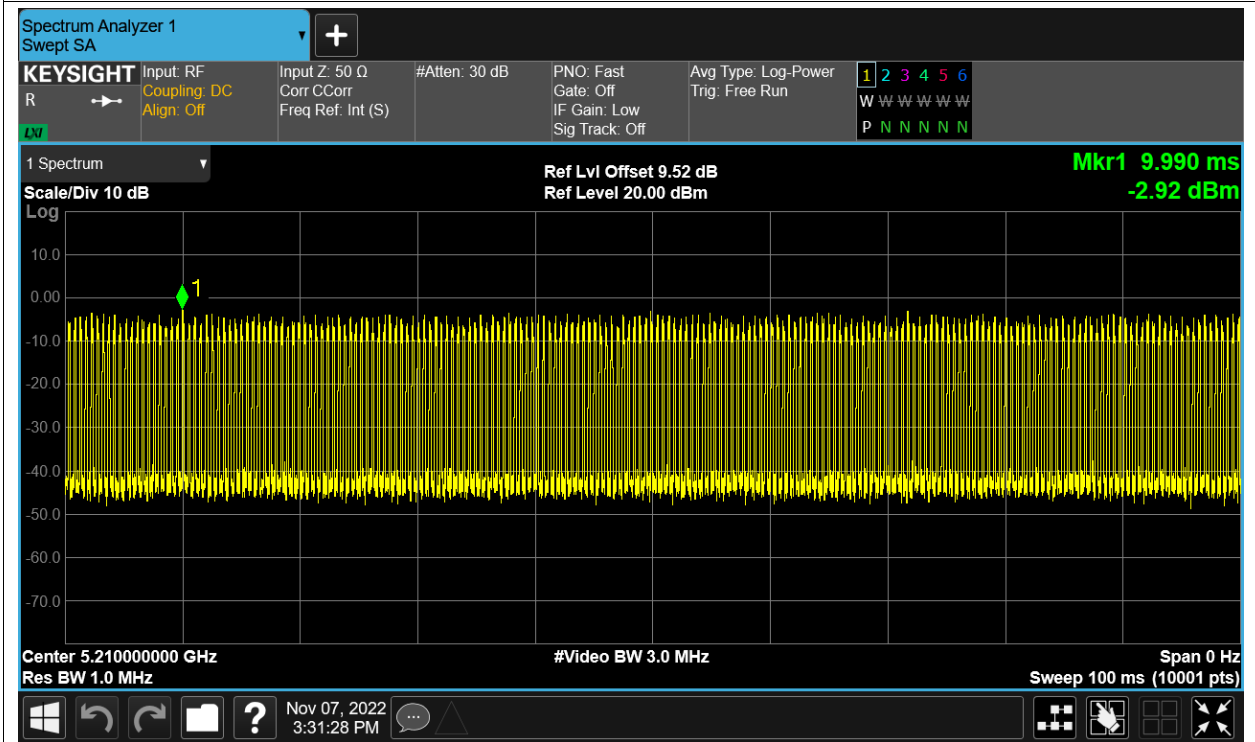 Spectrum Analyzer 1
Swept SA
KEYSIGHT
R
LXI
Input: RF
Coupling: DC
Align: Off
Input Z: 50 Ω
Corr CCorr
Freq Ref: Int (S)
#Atten: 30 dB
PNO: Fast
Gate: Off
IF Gain: Low
Sig Track: Off
Avg Type: Log-Power
Trig: Free Run
1 2 3 4 5 6
W W W W W W
P N N N N N
1 Spectrum
Scale/Div 10 dB
Ref Lvl Offset 9.52 dB
Ref Level 20.00 dBm
Mkr1 9.990 ms
-2.92 dBm
Log
10.0
0.00
-10.0
-20.0
-30.0
-40.0
-50.0
-60.0
-70.0
1
Center 5.210000000 GHz
Res BW 1.0 MHz
#Video BW 3.0 MHz
Span 0 Hz
Sweep 100 ms (10001 pts)
?
Nov 07, 2022
3:31:28 PM